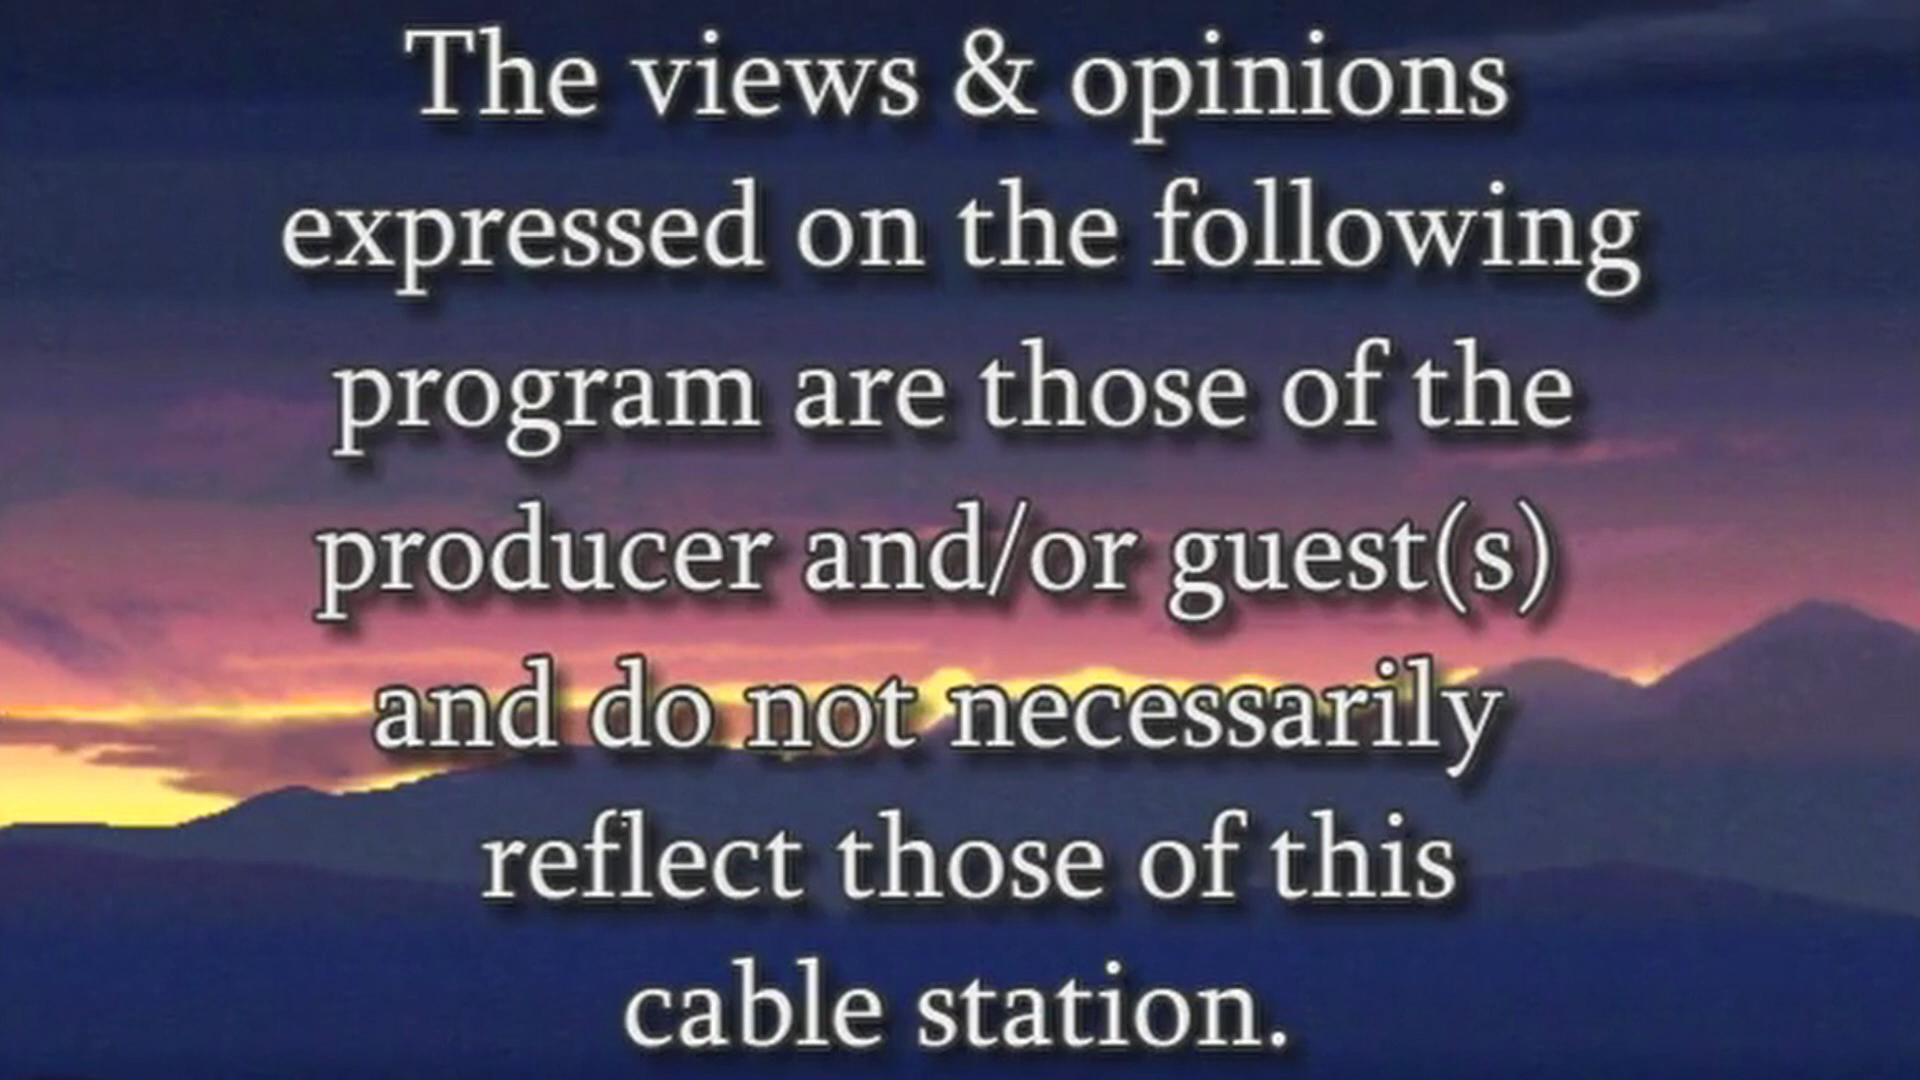 The views & opinions
expressed on the following
program are those of the
producer and/or guest(s)
and do not necessarily
reflect those of this
cable station.